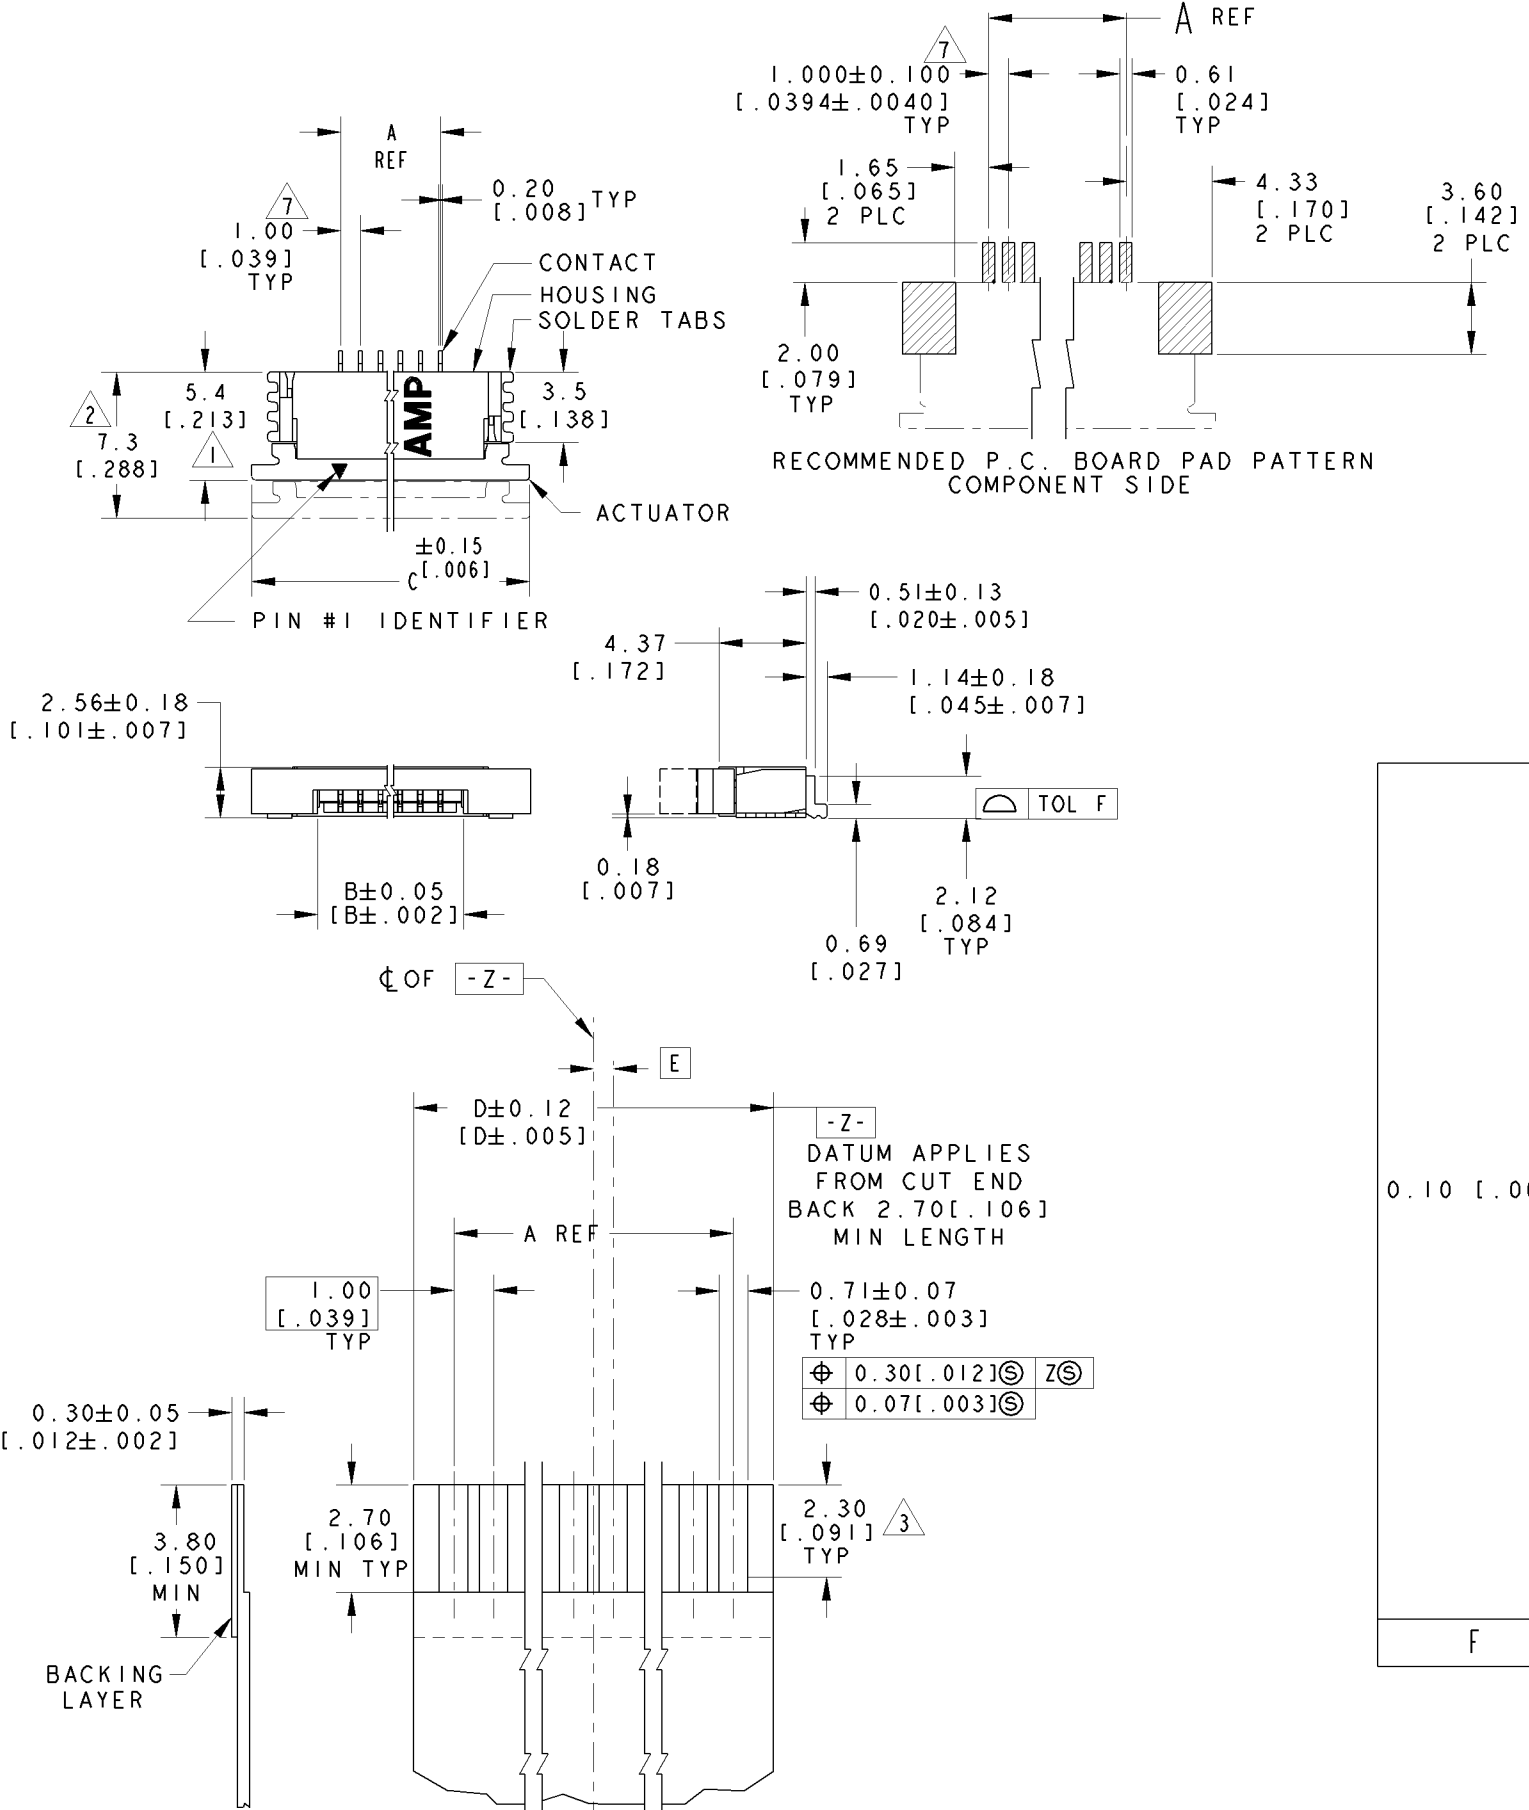 A REF
7
1.000±0.100
[.0394±.0040]
TYP
0.61
[.024]
TYP
A
REF
0.20
[.008] TYP
7
1.00
[.039]
TYP
1.65
[.065]
2 PLC
4.33
[.170]
2 PLC
3.60
[.142]
2 PLC
CONTACT
HOUSING
SOLDER TABS
2.00
[.079]
TYP
5.4
[.213]
1
2
7.3
[.288]
AMP
3.5
[.138]
RECOMMENDED P.C. BOARD PAD PATTERN
COMPONENT SIDE
ACTUATOR
C ±0.15
[.006]
PIN #1 IDENTIFIER
0.51±0.13
[.020±.005]
4.37
[.172]
1.14±0.18
[.045±.007]
2.56±0.18
[.101±.007]
TOL F
0.18
[.007]
B±0.05
[B±.002]
2.12
[.084]
TYP
0.69
[.027]
℄ OF -Z-
E
D±0.12
[D±.005]
-Z-
DATUM APPLIES
FROM CUT END
BACK 2.70[.106]
MIN LENGTH
0.10 [.00
A REF
1.00
[.039]
TYP
0.71±0.07
[.028±.003]
TYP
⌖ 0.30[.012]Ⓢ ZⓈ
⌖ 0.07[.003]Ⓢ
0.30±0.05
[.012±.002]
3.80
[.150]
MIN
2.70
[.106]
MIN TYP
2.30
[.091]
TYP
3
BACKING
LAYER
F